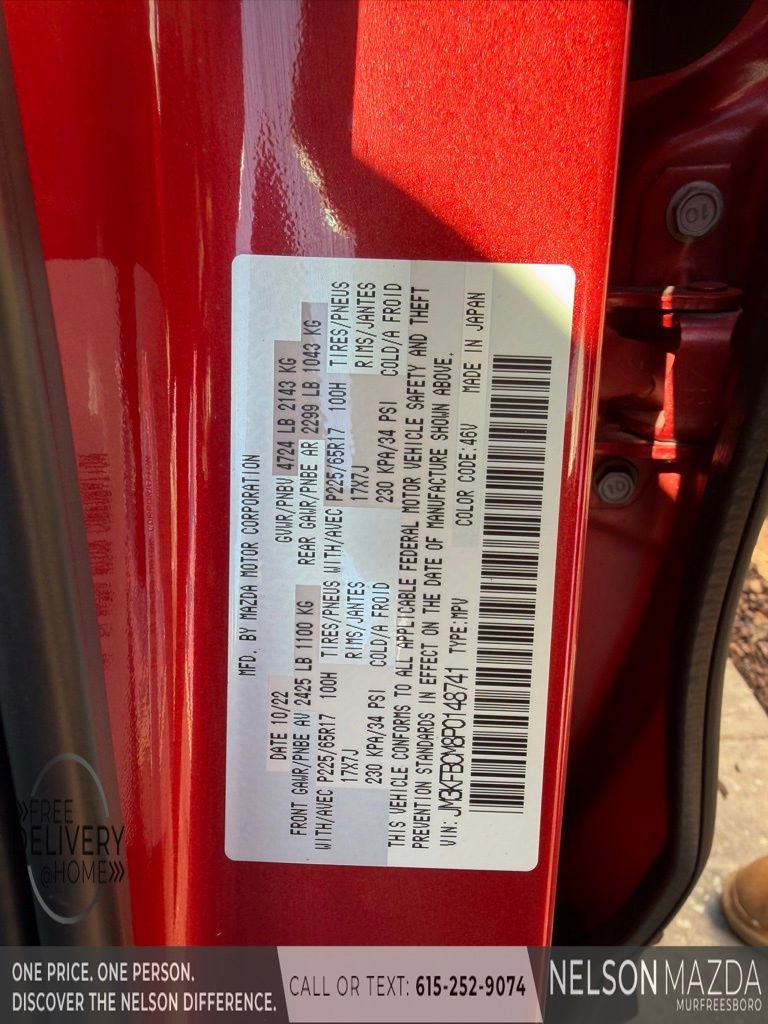 MFD. BY MAZDA MOTOR CORPORATION
DATE 10/22 GVWR/PNBV 4724 LB 2143 KG
FRONT GAWR/PNBE AV 2425 LB 1100 KG REAR GAWR/PNBE AR 2299 LB 1043 KG
WITH/AVEC P225/65R17 100H TIRES/PNEUS WITH/AVEC P225/65R17 100H TIRES/PNEUS
17X7J RIMS/JANTES 17X7J RIMS/JANTES
230 KPA/34 PSI COLD/A FROID 230 KPA/34 PSI COLD/A FROID
THIS VEHICLE CONFORMS TO ALL APPLICABLE FEDERAL MOTOR VEHICLE SAFETY AND THEFT
PREVENTION STANDARDS IN EFFECT ON THE DATE OF MANUFACTURE SHOWN ABOVE.
VIN: JM3KFBCM8P0148741 TYPE:MPV COLOR CODE:46V MADE IN JAPAN
10
10
FREE
DELIVERY
@HOME
ONE PRICE. ONE PERSON.
DISCOVER THE NELSON DIFFERENCE.
CALL OR TEXT: 615-252-9074
NELSON MAZDA
MURFREESBORO